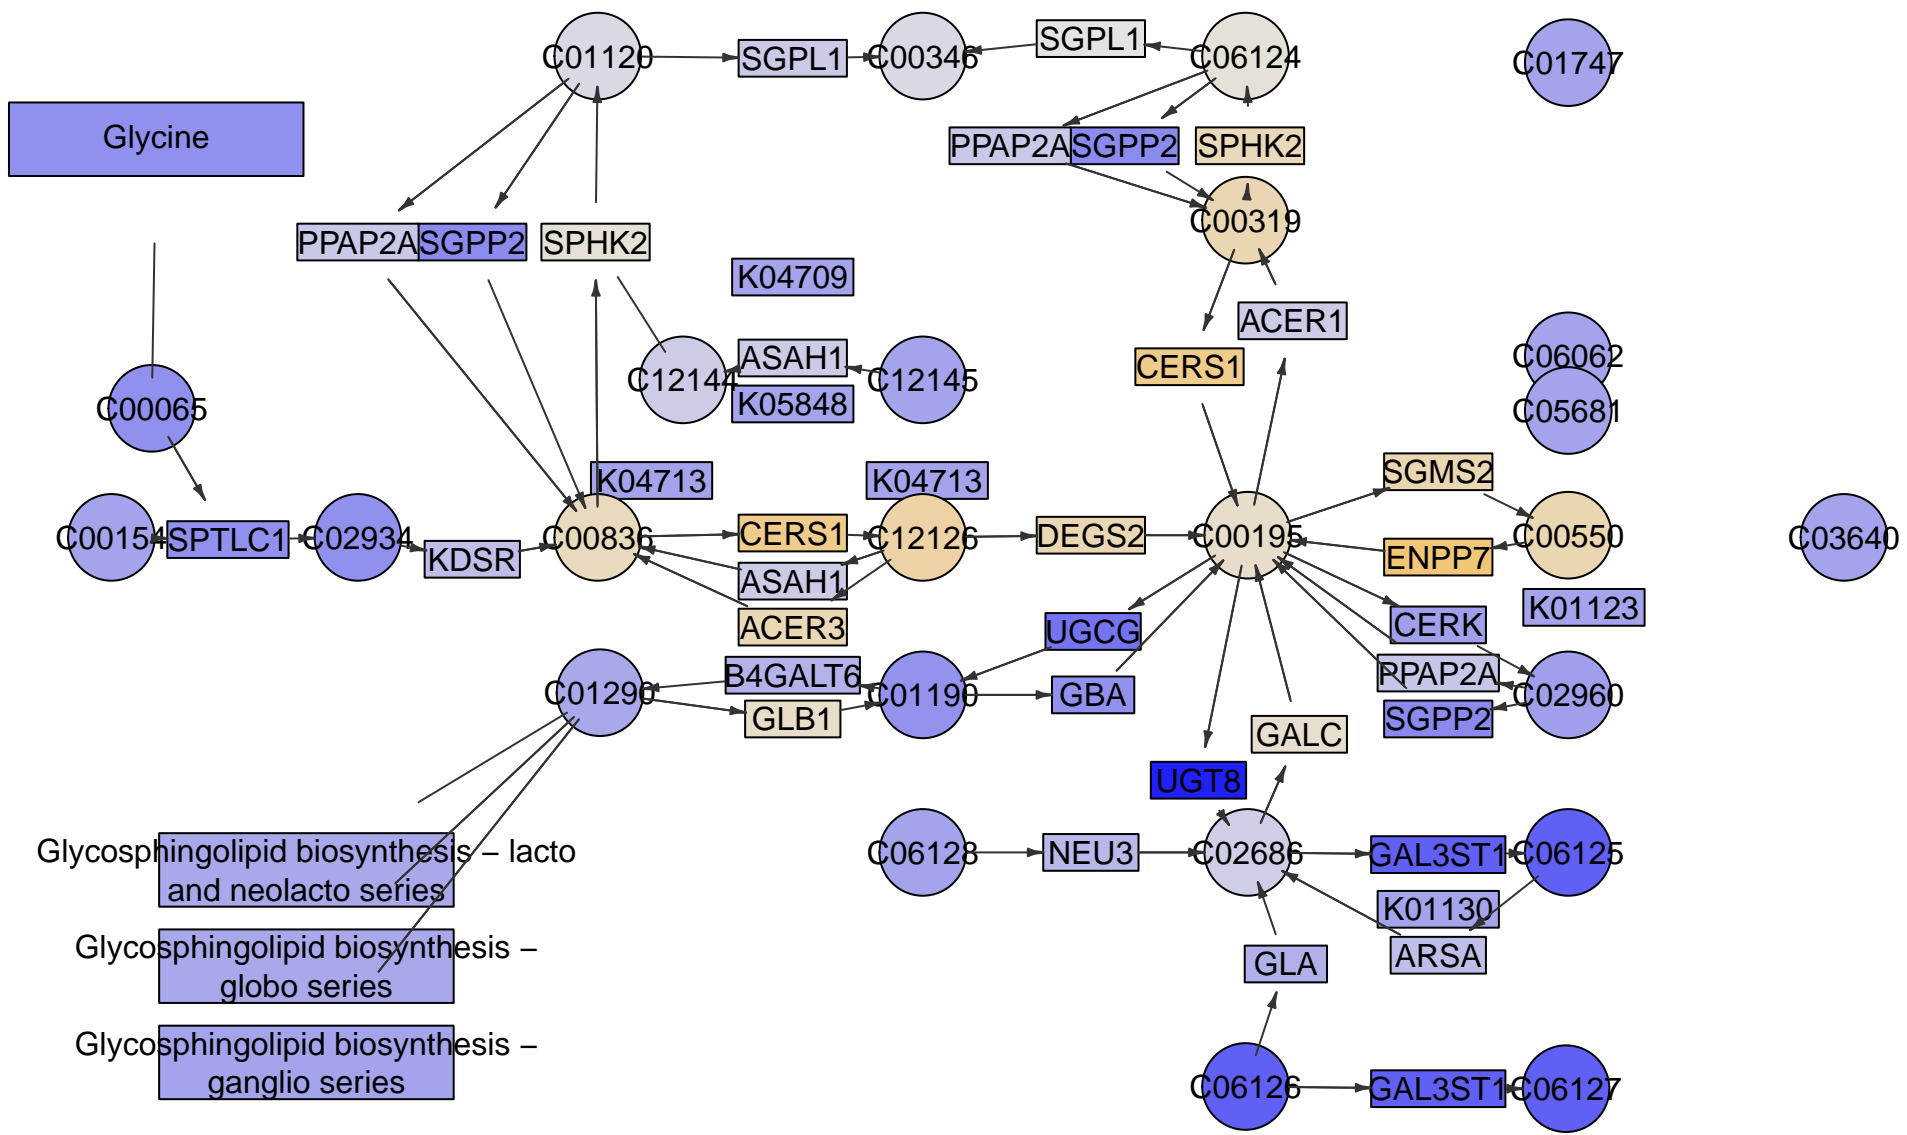 C01120
SGPL1
C00346
SGPL1
C06124
C01747
Glycine
PPAP2A
SGPP2
SPHK2
PPAP2A
SGPP2
SPHK2
C00319
K04709
ACER1
C12144
ASAH1
C12145
CERS1
C06062
K05848
C00065
C05681
K04713
K04713
SGMS2
C00154
SPTLC1
C02934
KDSR
C00836
CERS1
C12126
DEGS2
C00195
C00550
C03640
ENPP7
ASAH1
ACER3
K01123
UGCG
CERK
B4GALT6
PPAP2A
C01290
C01190
GBA
C02960
GLB1
SGPP2
GALC
UGT8
Glycosphingolipid biosynthesis – lacto
and neolacto series
C06128
NEU3
C02686
GAL3ST1
C06125
K01130
Glycosphingolipid biosynthesis –
globo series
GLA
ARSA
Glycosphingolipid biosynthesis –
ganglio series
C06126
GAL3ST1
C06127